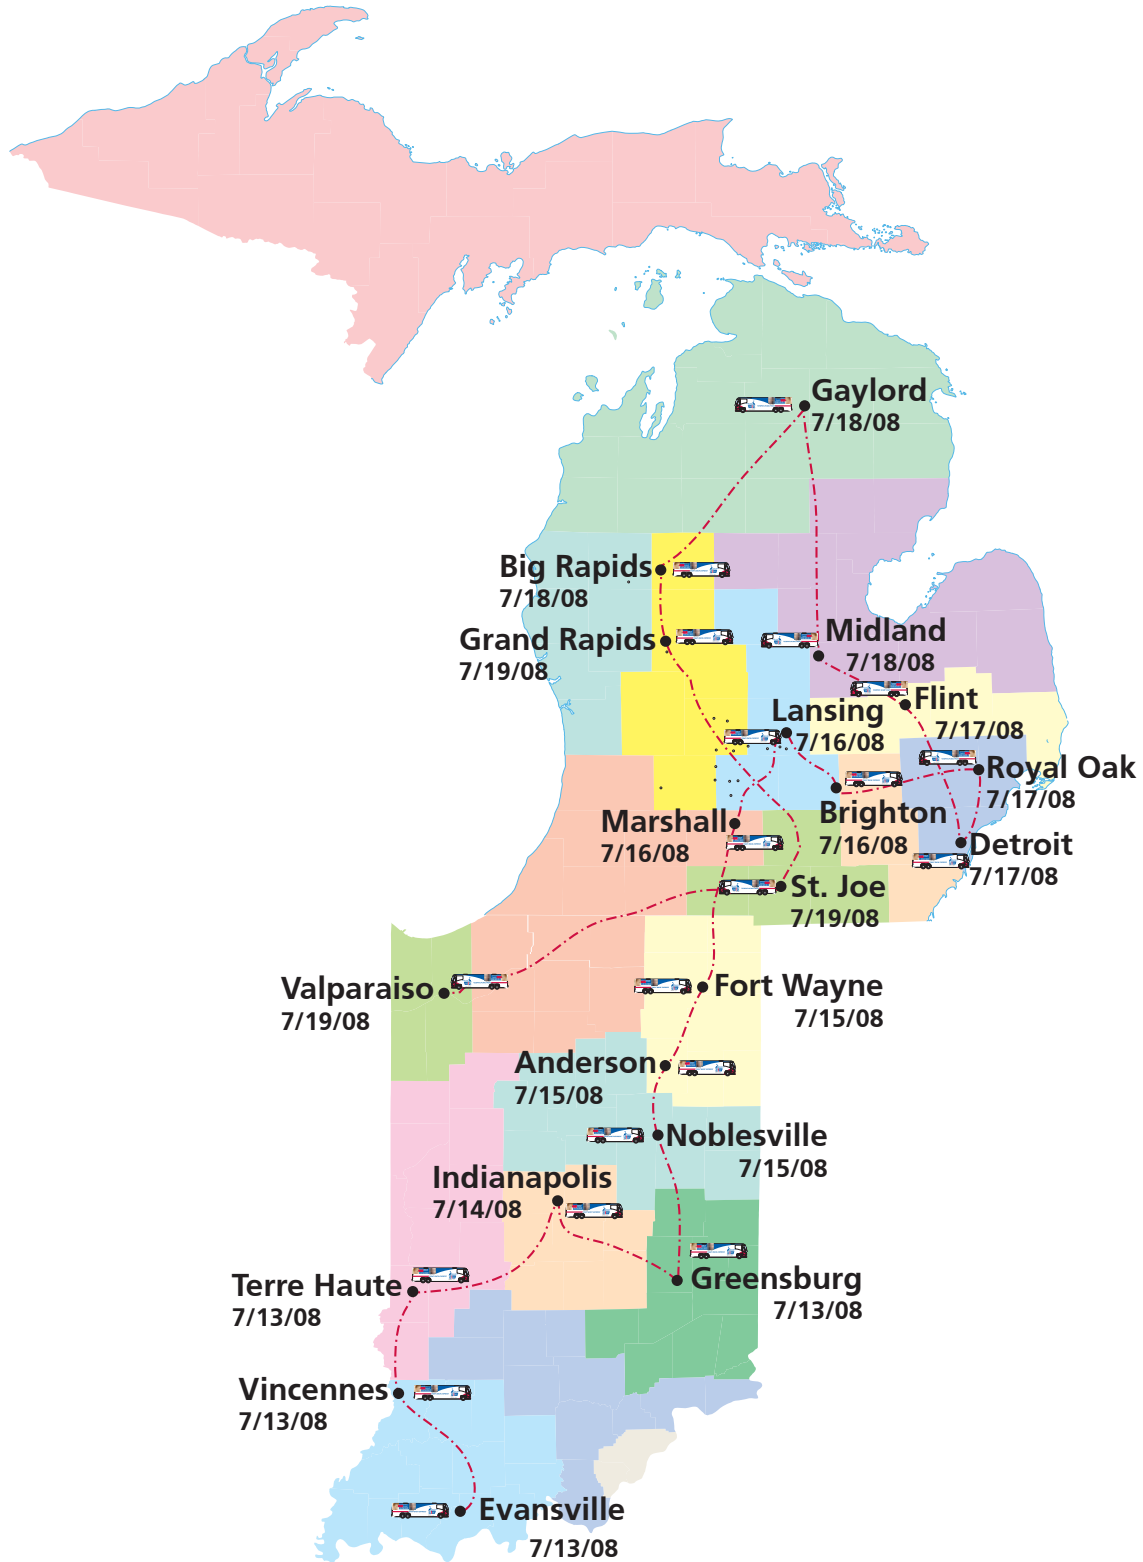 Gaylord
7/18/08
Big Rapids
7/18/08
Grand Rapids
7/19/08
Midland
7/18/08
Flint
7/17/08
Lansing
7/16/08
Royal Oak
7/17/08
Brighton
7/16/08
Marshall
7/16/08
Detroit
7/17/08
St. Joe
7/19/08
Valparaiso
7/19/08
Fort Wayne
7/15/08
Anderson
7/15/08
Noblesville
7/15/08
Indianapolis
7/14/08
Greensburg
7/13/08
Terre Haute
7/13/08
Vincennes
7/13/08
Evansville
7/13/08